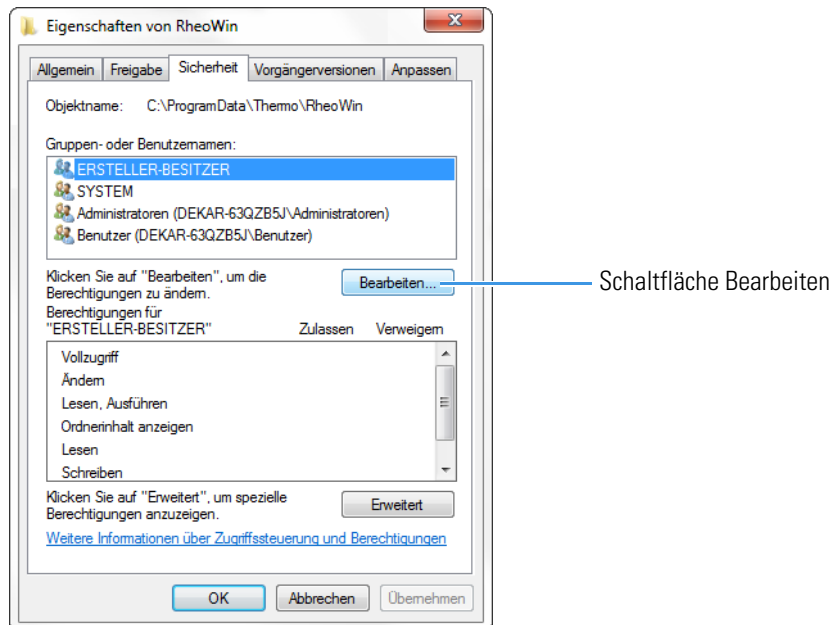 Eigenschaften von RheoWin
Allgemein Freigabe Sicherheit Vorgängerversionen Anpassen
Objektname: C:\ProgramData\Thermo\RheoWin
Gruppen- oder Benutzernamen:
ERSTELLER-BESITZER
SYSTEM
Administratoren (DEKAR-63QZB5J\Administratoren)
Benutzer (DEKAR-63QZB5J\Benutzer)
Klicken Sie auf "Bearbeiten", um die
Berechtigungen zu ändern.
Bearbeiten...
Schaltfläche Bearbeiten
Berechtigungen für
"ERSTELLER-BESITZER" Zulassen Verweigern
Vollzugriff
Ändern
Lesen, Ausführen
Ordnerinhalt anzeigen
Lesen
Schreiben
Klicken Sie auf "Erweitert", um spezielle
Berechtigungen anzuzeigen.
Erweitert
Weitere Informationen über Zugriffssteuerung und Berechtigungen
OK Abbrechen Übernehmen